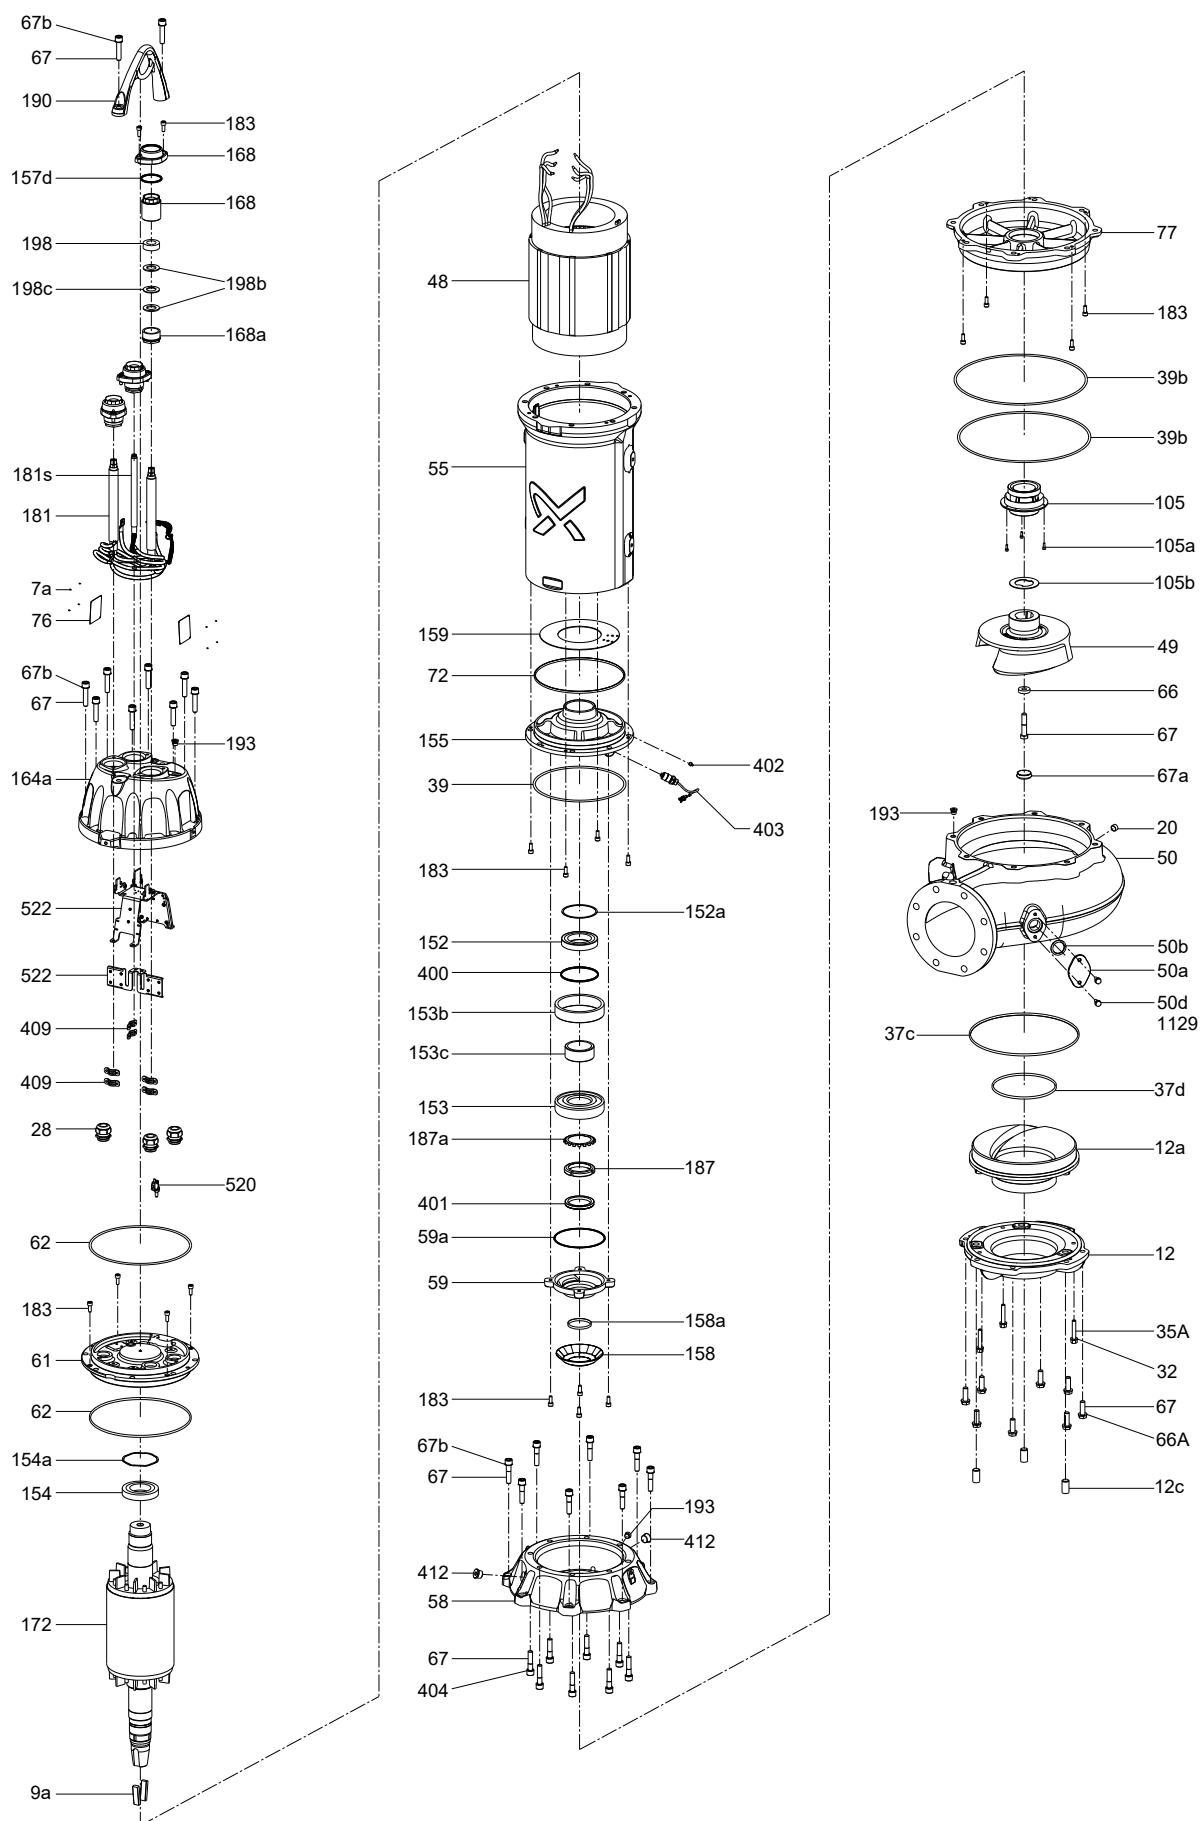 67b
67
190
183
168
157d
168
198
198b
198c
168a
181s
181
7a
76
67b
67
193
164a
522
522
409
409
28
520
62
183
61
62
154a
154
172
9a
48
55
159
72
155
402
39
403
183
152a
152
400
153b
153c
153
187a
187
401
59a
59
158a
158
183
67b
67
193
412
412
58
67
404
77
183
39b
39b
105
105a
105b
49
66
67
67a
193
20
50
50b
50a
50d
1129
37c
37d
12a
12
35A
32
67
66A
12c